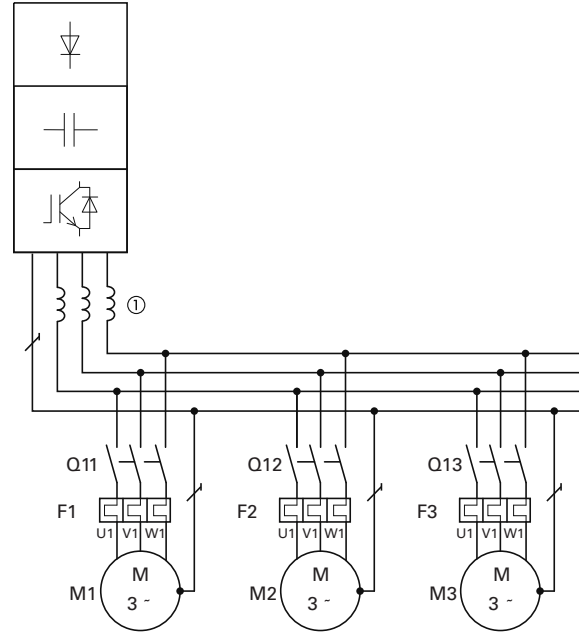 ①
Q11 Q12 Q13
F1 F2 F3
U1 V1 W1 U1 V1 W1 U1 V1 W1
M M M
M1 M2 M3
3 ~ 3 ~ 3 ~